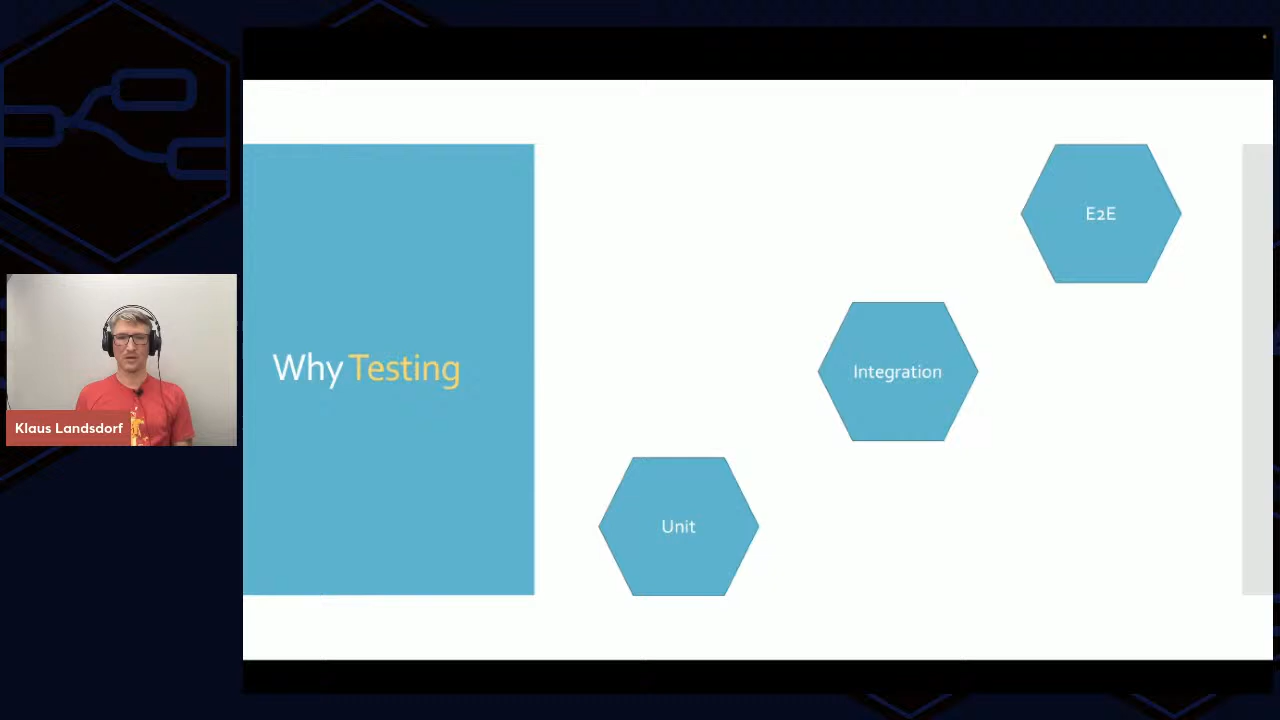 Why Testing
E2E
Integration
Unit
Klaus Landsdorf